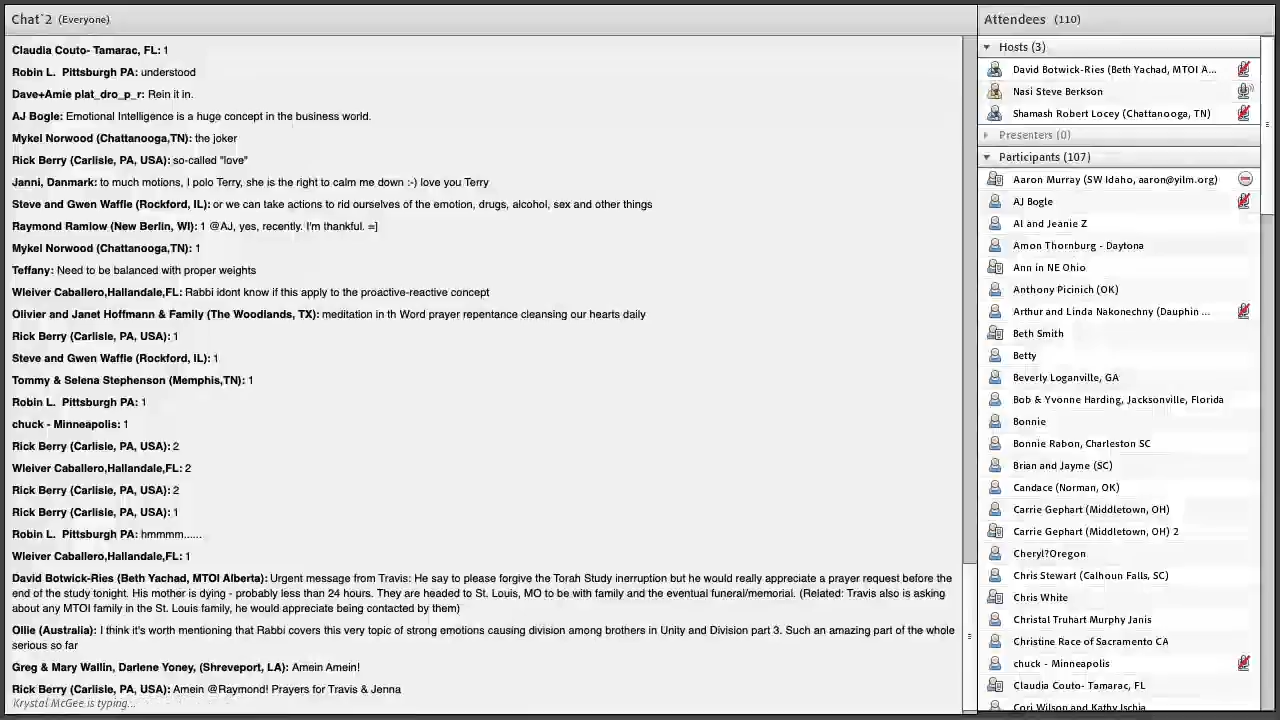 Chat`2 (Everyone)
Claudia Couto- Tamarac, FL: 1
Robin L.  Pittsburgh PA: understood
Dave+Amie plat_dro_p_r: Rein it in.
AJ Bogle: Emotional Intelligence is a huge concept in the business world.
Mykel Norwood (Chattanooga,TN): the joker
Rick Berry (Carlisle, PA, USA): so-called "love"
Janni, Danmark: to much motions, I polo Terry, she is the right to calm me down :-) love you Terry
Steve and Gwen Waffle (Rockford, IL): or we can take actions to rid ourselves of the emotion, drugs, alcohol, sex and other things
Raymond Ramlow (New Berlin, WI): 1 @AJ, yes, recently. I'm thankful. =]
Mykel Norwood (Chattanooga,TN): 1
Teffany: Need to be balanced with proper weights
Wleiver Caballero,Hallandale,FL: Rabbi idont know if this apply to the proactive-reactive concept
Olivier and Janet Hoffmann & Family (The Woodlands, TX): meditation in th Word prayer repentance cleansing our hearts daily
Rick Berry (Carlisle, PA, USA): 1
Steve and Gwen Waffle (Rockford, IL): 1
Tommy & Selena Stephenson (Memphis,TN): 1
Robin L.  Pittsburgh PA: 1
chuck - Minneapolis: 1
Rick Berry (Carlisle, PA, USA): 2
Wleiver Caballero,Hallandale,FL: 2
Rick Berry (Carlisle, PA, USA): 2
Rick Berry (Carlisle, PA, USA): 1
Robin L.  Pittsburgh PA: hmmmm......
Wleiver Caballero,Hallandale,FL: 1
David Botwick-Ries (Beth Yachad, MTOI Alberta): Urgent message from Travis: He say to please forgive the Torah Study inerruption but he would really appreciate a prayer request before the
end of the study tonight. His mother is dying - probably less than 24 hours. They are headed to St. Louis, MO to be with family and the eventual funeral/memorial. (Related: Travis also is asking
about any MTOI family in the St. Louis family, he would appreciate being contacted by them)
Ollie (Australia): I think it's worth mentioning that Rabbi covers this very topic of strong emotions causing division among brothers in Unity and Division part 3. Such an amazing part of the whole
serious so far
Greg & Mary Wallin, Darlene Yoney, (Shreveport, LA): Amein Amein!
Rick Berry (Carlisle, PA, USA): Amein @Raymond! Prayers for Travis & Jenna
Krystal McGee is typing...
Attendees (110)
Hosts (3)
David Botwick-Ries (Beth Yachad, MTOI A...
Nasi Steve Berkson
Shamash Robert Locey (Chattanooga, TN)
Presenters (0)
Participants (107)
Aaron Murray (SW Idaho, aaron@yilm.org)
AJ Bogle
Al and Jeanie Z
Amon Thornburg - Daytona
Ann in NE Ohio
Anthony Picinich (OK)
Arthur and Linda Nakonechny (Dauphin ...
Beth Smith
Betty
Beverly Loganville, GA
Bob & Yvonne Harding, Jacksonville, Florida
Bonnie
Bonnie Rabon, Charleston SC
Brian and Jayme (SC)
Candace (Norman, OK)
Carrie Gephart (Middletown, OH)
Carrie Gephart (Middletown, OH) 2
Cheryl?Oregon
Chris Stewart (Calhoun Falls, SC)
Chris White
Christal Truhart Murphy Janis
Christine Race of Sacramento CA
chuck - Minneapolis
Claudia Couto- Tamarac, FL
Cori Wilson and Kathy Ischia